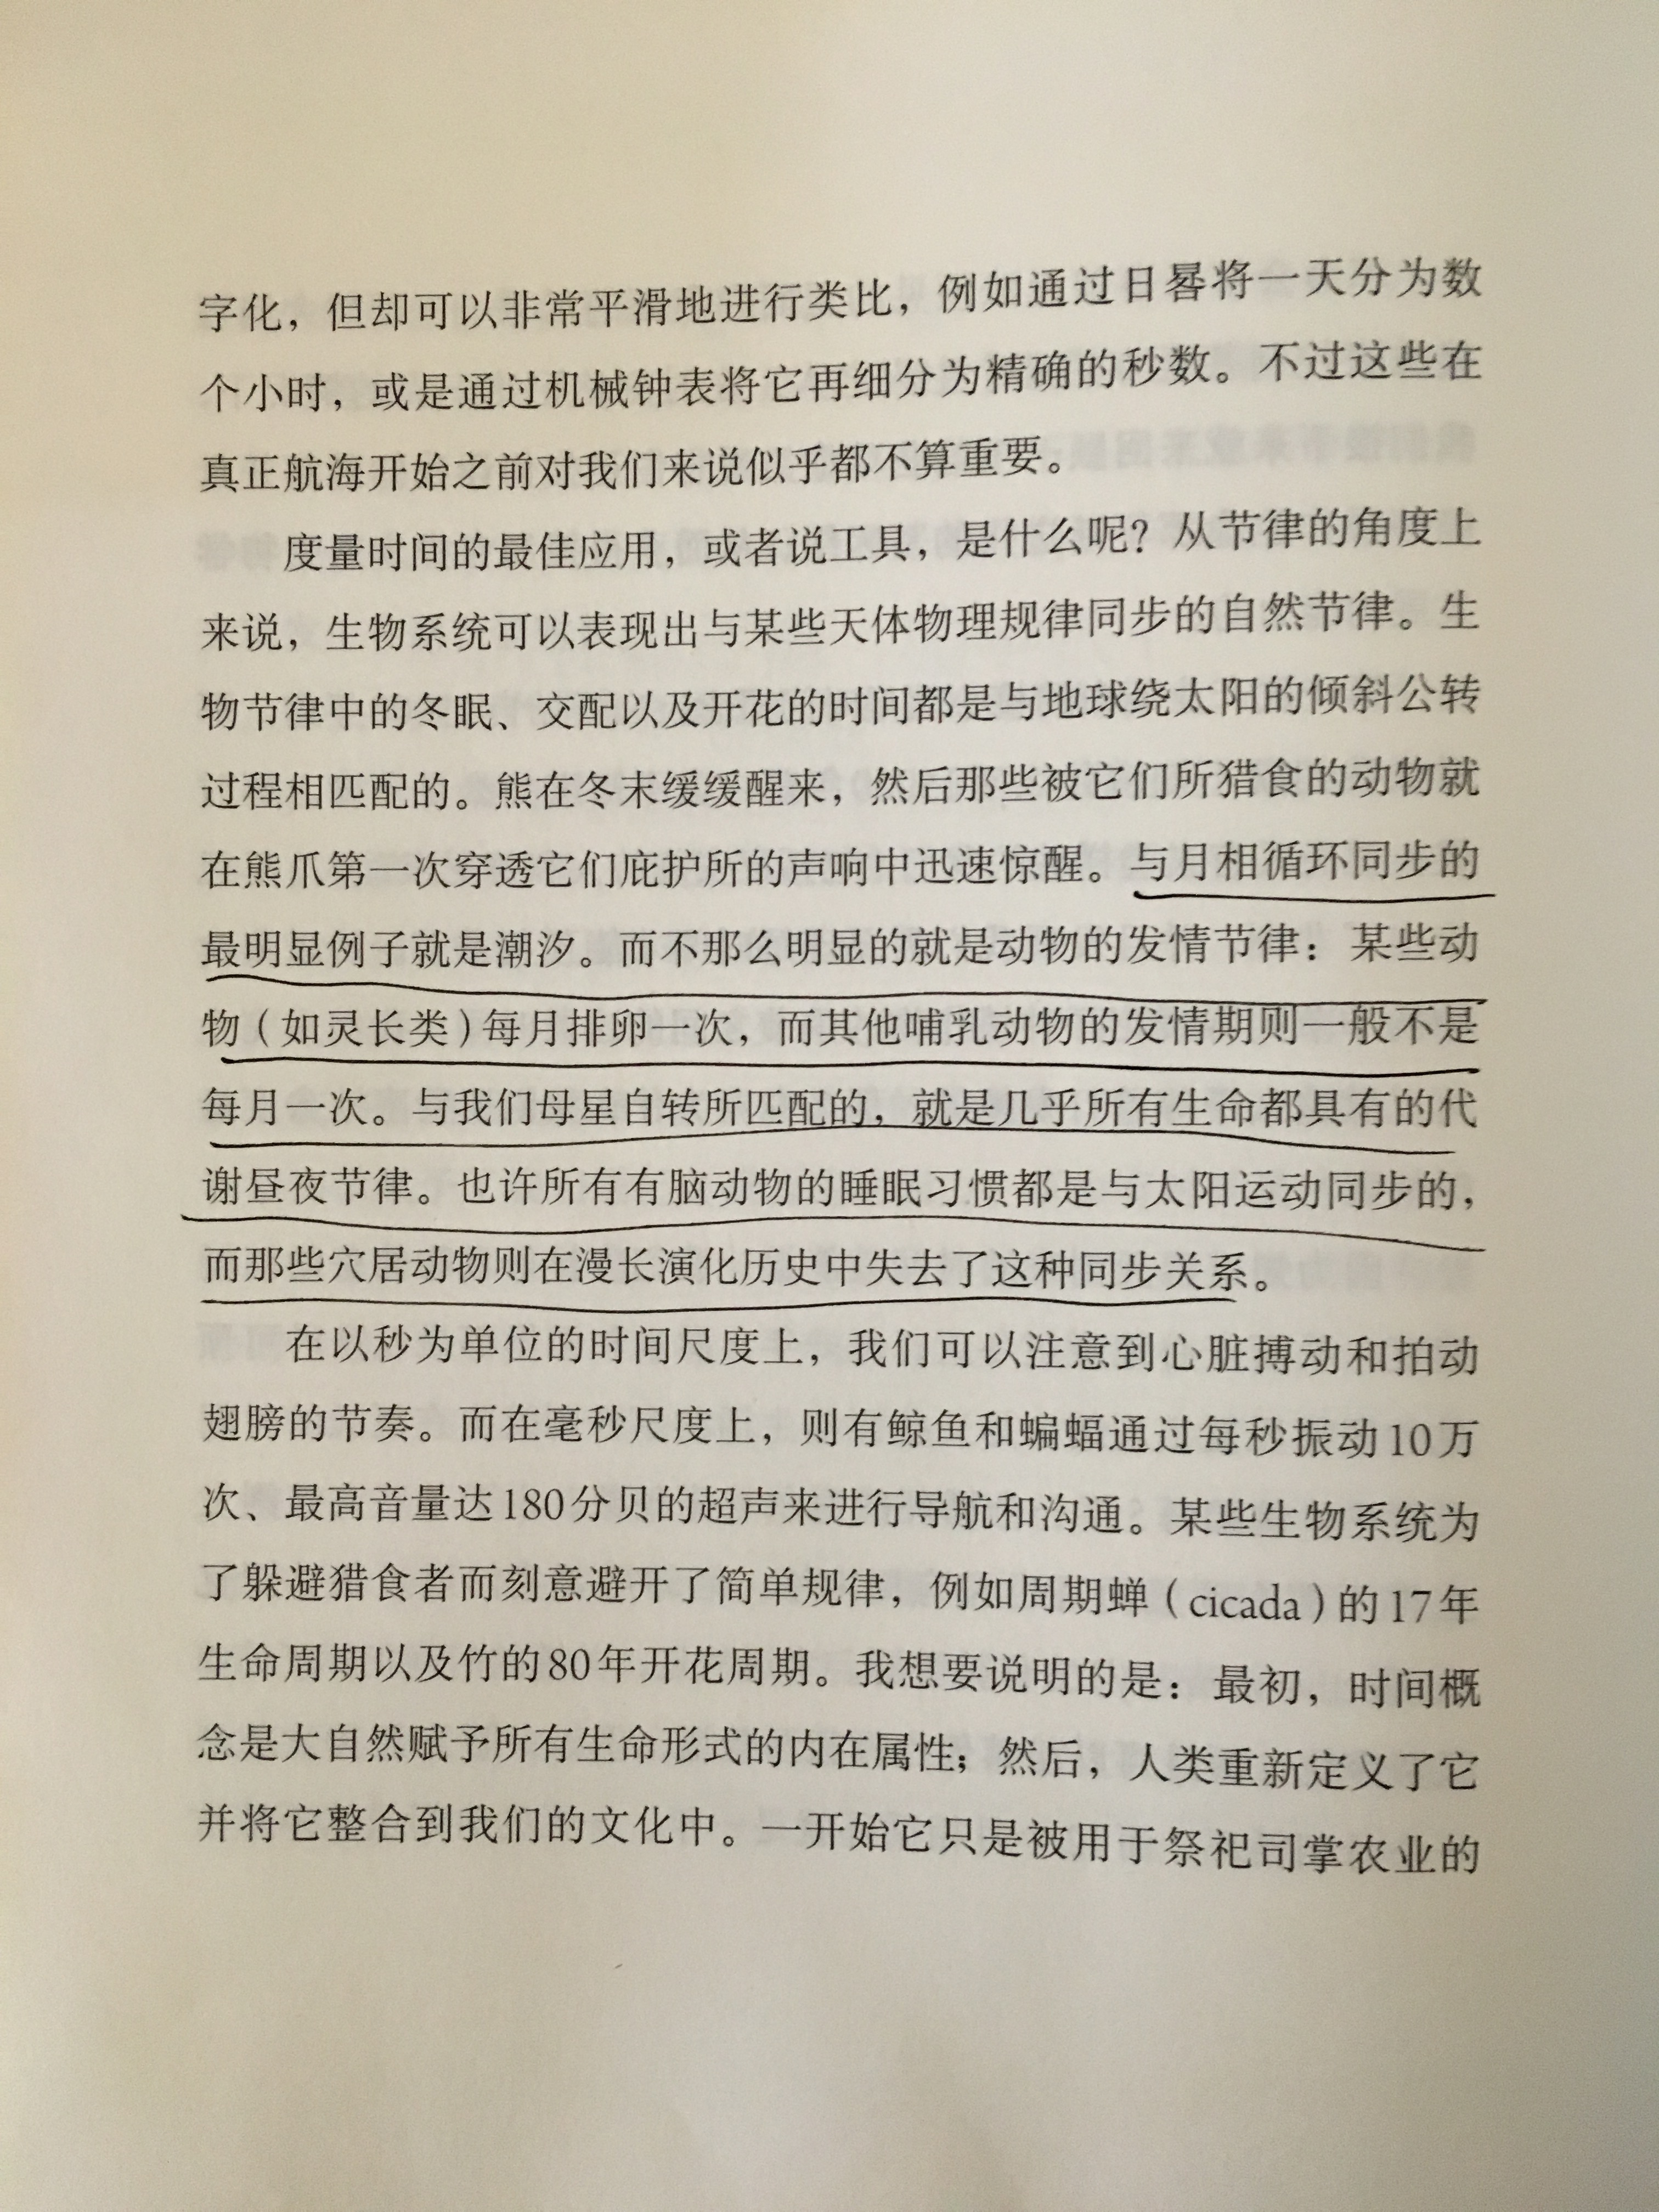 字化，但却可以非常平滑地进行类比，例如通过日晷将一天分为数
个小时，或是通过机械钟表将它再细分为精确的秒数。不过这些在
真正航海开始之前对我们来说似乎都不算重要。
度量时间的最佳应用，或者说工具，是什么呢？从节律的角度上
来说，生物系统可以表现出与某些天体物理规律同步的自然节律。生
物节律中的冬眠、交配以及开花的时间都是与地球绕太阳的倾斜公转
过程相匹配的。熊在冬末缓缓醒来，然后那些被它们所猎食的动物就
在熊爪第一次穿透它们庇护所的声响中迅速惊醒。与月相循环同步的
最明显例子就是潮汐。而不那么明显的就是动物的发情节律：某些动
物（如灵长类）每月排卵一次，而其他哺乳动物的发情期则一般不是
每月一次。与我们母星自转所匹配的，就是几乎所有生命都具有的代
谢昼夜节律。也许所有有脑动物的睡眠习惯都是与太阳运动同步的，
而那些穴居动物则在漫长演化历史中失去了这种同步关系。
在以秒为单位的时间尺度上，我们可以注意到心脏搏动和拍动
翅膀的节奏。而在毫秒尺度上，则有鲸鱼和蝙蝠通过每秒振动10万
次、最高音量达180分贝的超声来进行导航和沟通。某些生物系统为
了躲避猎食者而刻意避开了简单规律，例如周期蝉（cicada）的17年
生命周期以及竹的80年开花周期。我想要说明的是：最初，时间概
念是大自然赋予所有生命形式的内在属性；然后，人类重新定义了它
并将它整合到我们的文化中。一开始它只是被用于祭祀司掌农业的